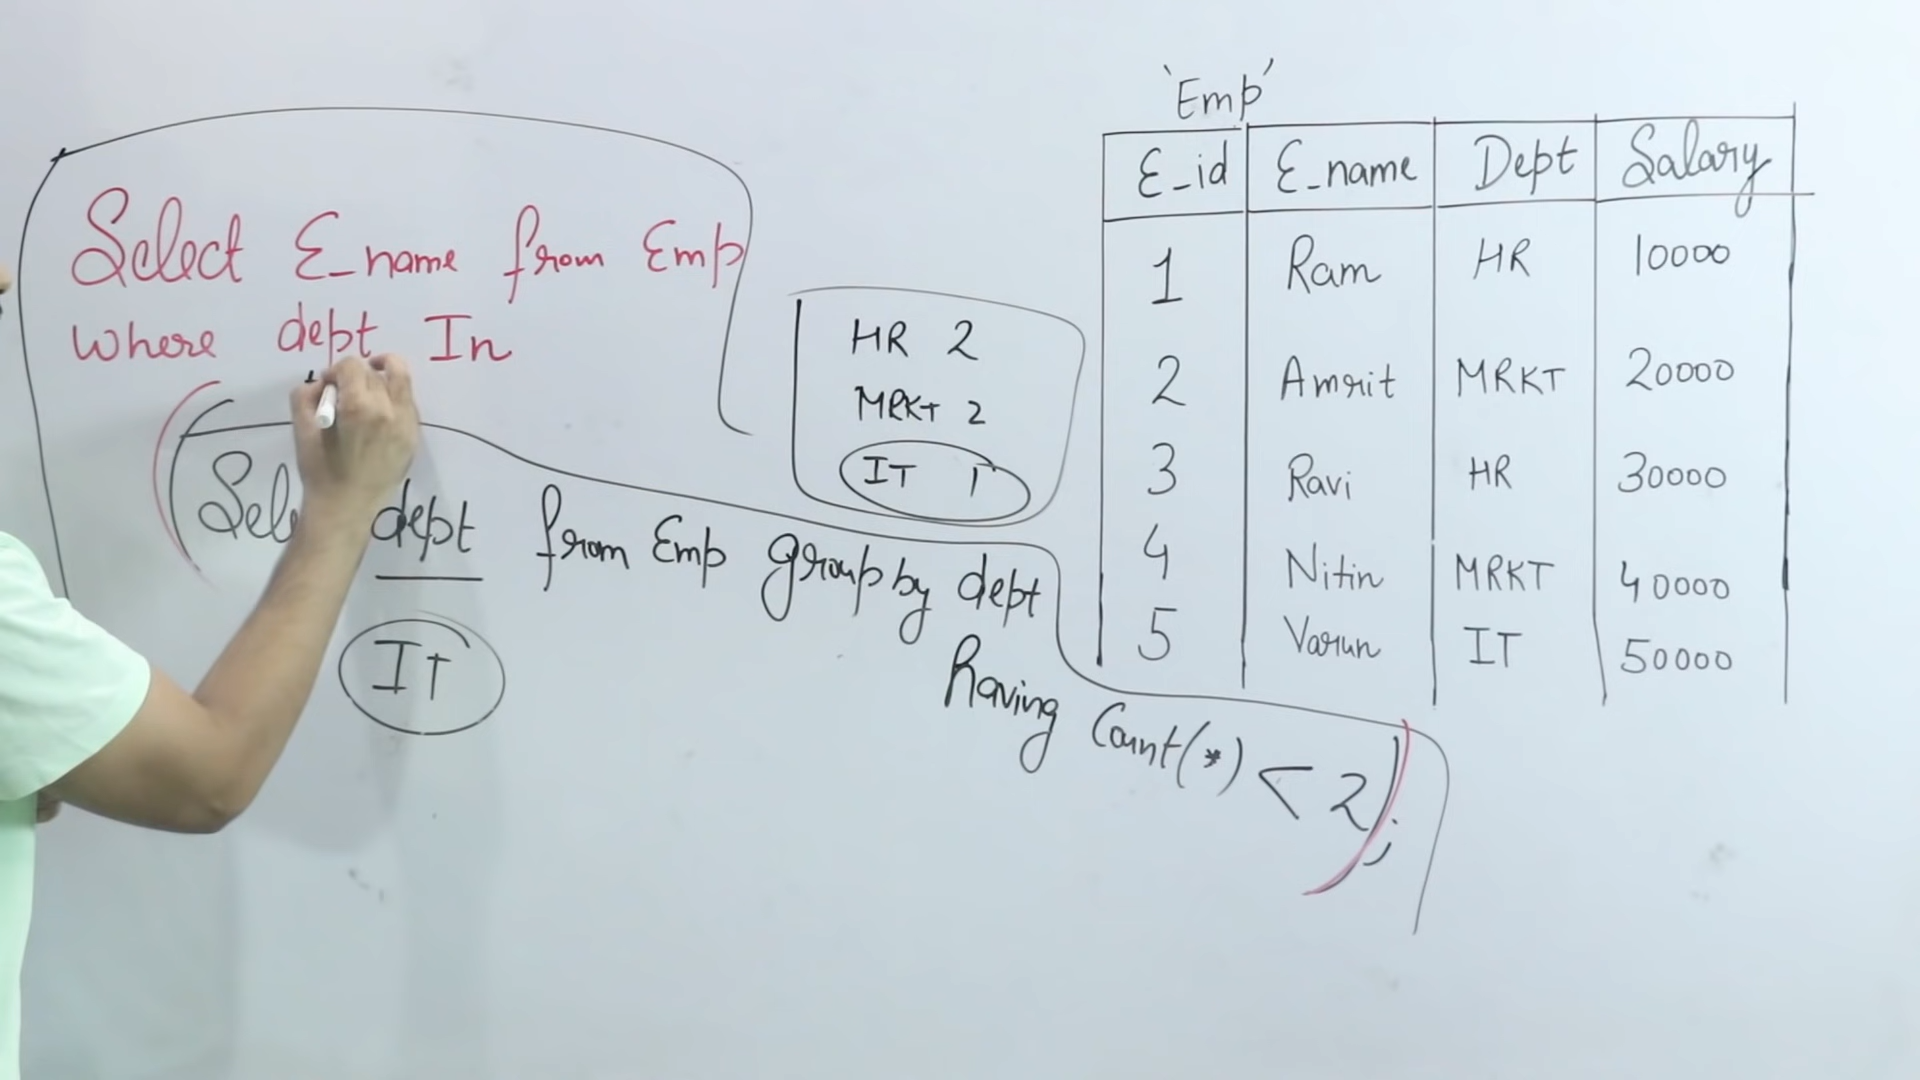 Select E_name from Emp
where dept In
(Sel dept from Emp group by dept
having Count(*) < 2);
IT
HR 2
MRKT 2
IT 1
'Emp'
E_id E_name Dept Salary
1 Ram HR 10000
2 Amrit MRKT 20000
3 Ravi HR 30000
4 Nitin MRKT 40000
5 Varun IT 50000